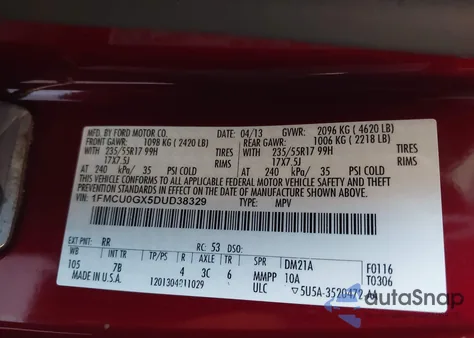 MFD. BY FORD MOTOR CO.
DATE: 04/13 GVWR: 2096 KG ( 4620 LB)
FRONT GAWR: 1098 KG ( 2420 LB) REAR GAWR: 1006 KG ( 2218 LB)
WITH 235/55R17 99H TIRES WITH 235/55R17 99H TIRES
17X7.5J RIMS 17X7.5J RIMS
AT 240 kPa/ 35 PSI COLD AT 240 kPa/ 35 PSI COLD
THIS VEHICLE CONFORMS TO ALL APPLICABLE FEDERAL MOTOR VEHICLE SAFETY AND BUMPER
STANDARDS IN EFFECT ON THE DATE OF MANUFACTURE SHOWN ABOVE.
VIN: 1FMCU0GX5DUD38329 TYPE: MPV
EXT PNT: RR RC: 53 DSO:
WB TP/PS R AXLE TR SPR DM21A F0116
105 7B 4 3C 6 MMPP 10A T0306
MADE IN U.S.A. ULC 5U5A-3520472-AA
autoSnap